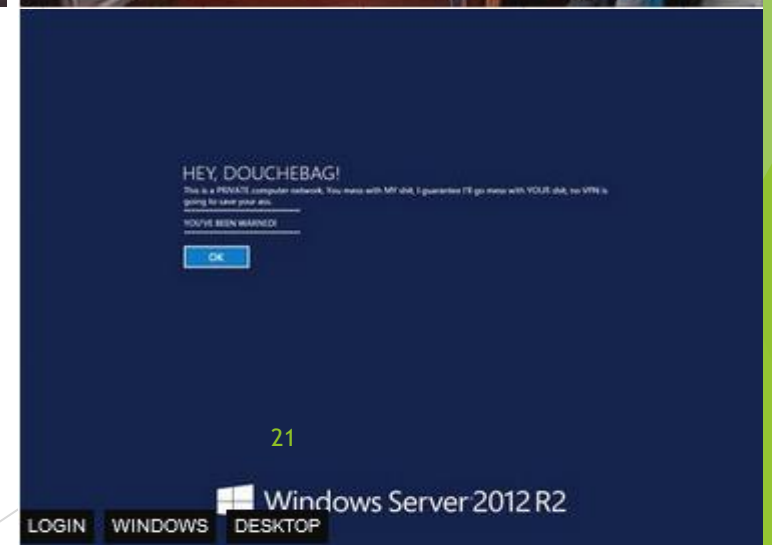 HEY, DOUCHEBAG!
This is a PRIVATE computer network. You mess with MY shit, I guarantee I'll go mess with YOUR shit, no VPN is
going to save your ass.
YOU'VE BEEN WARNED!
OK
21
Windows Server 2012 R2
LOGIN WINDOWS DESKTOP